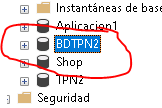 Instantáneas de base
Aplicacion1
BDTPN2
Shop
TPN2
Seguridad